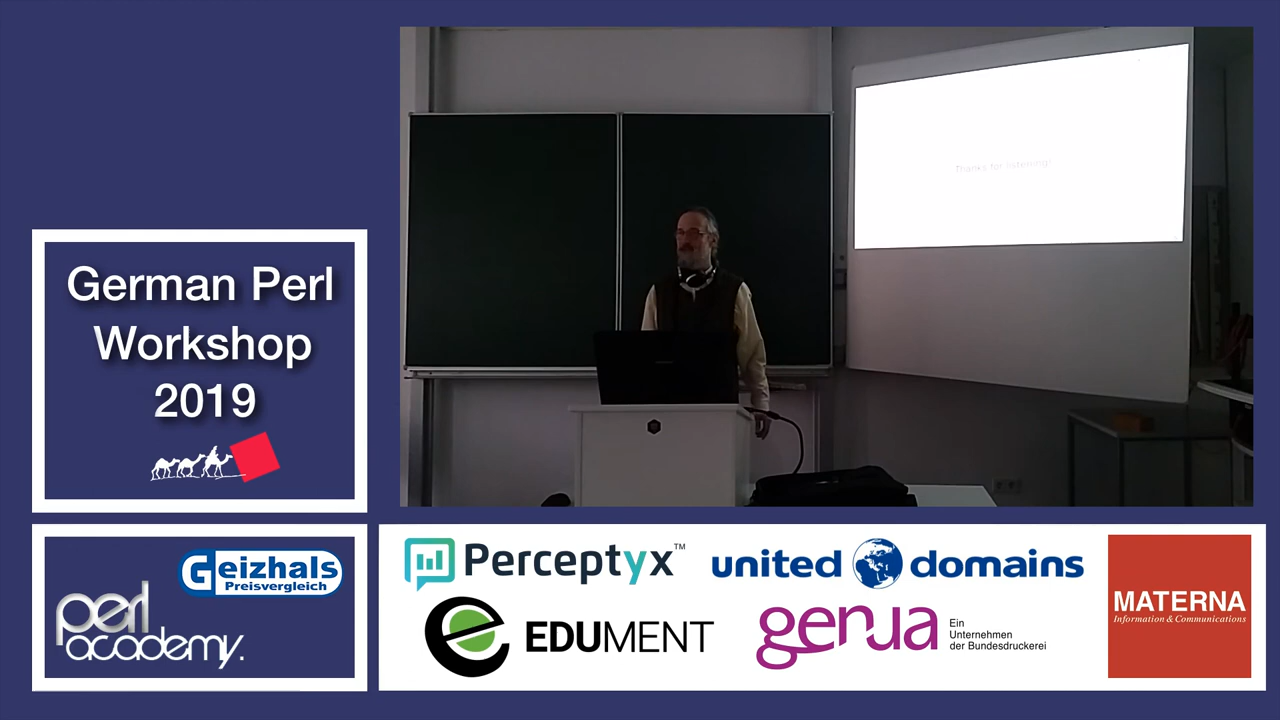 Thanks for listening!
German Perl
Workshop
2019
Geizhals
Preisvergleich
perl
academy.
Perceptyx™
united domains
EDUMENT
genua
Ein
Unternehmen
der Bundesdruckerei
MATERNA
Information & Communications